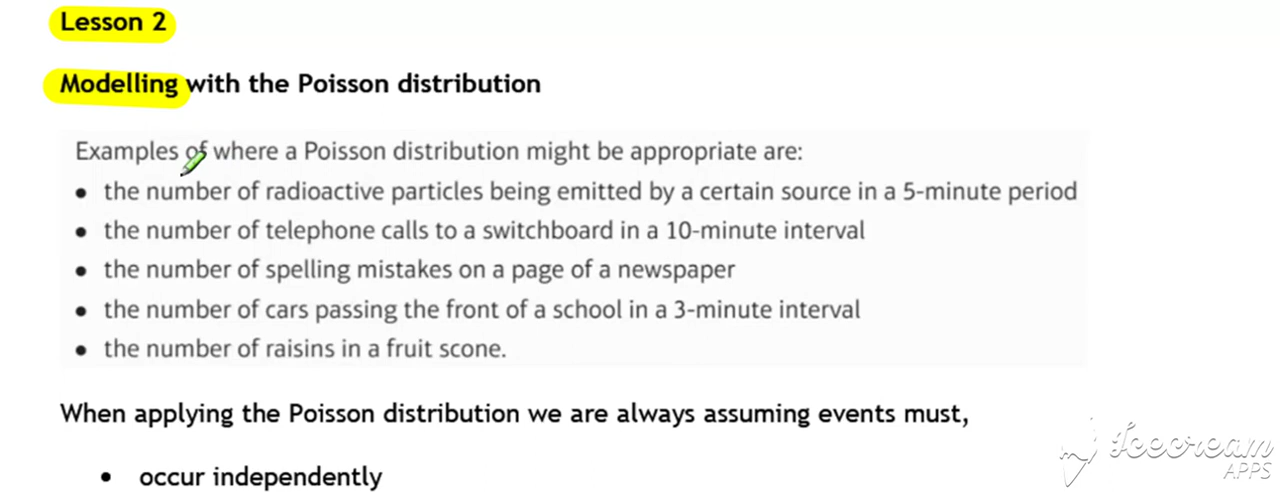 Lesson 2
Modelling with the Poisson distribution
Examples of where a Poisson distribution might be appropriate are:
• the number of radioactive particles being emitted by a certain source in a 5-minute period
• the number of telephone calls to a switchboard in a 10-minute interval
• the number of spelling mistakes on a page of a newspaper
• the number of cars passing the front of a school in a 3-minute interval
• the number of raisins in a fruit scone.
When applying the Poisson distribution we are always assuming events must,
• occur independently
Icecream
APPS